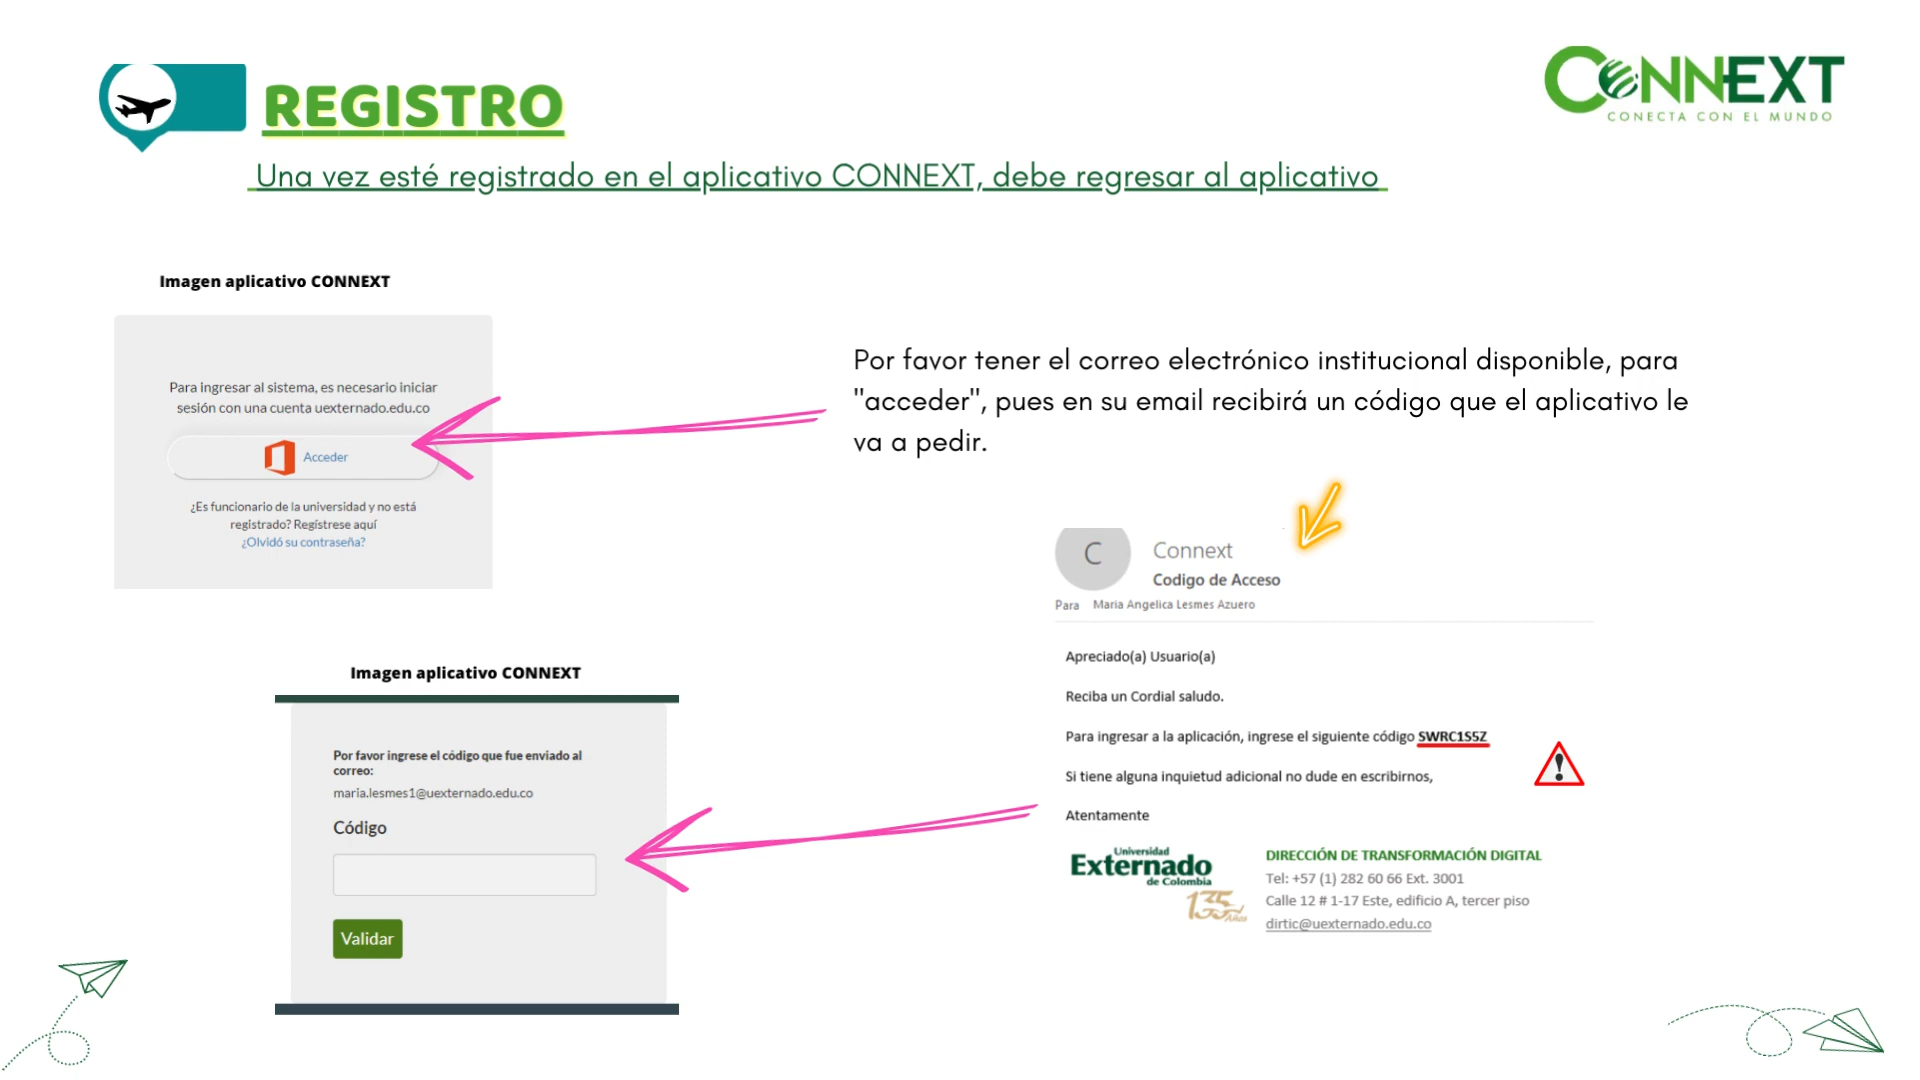 REGISTRO
CONNEXT
CONECTA CON EL MUNDO
Una vez esté registrado en el aplicativo CONNEXT, debe regresar al aplicativo
Imagen aplicativo CONNEXT
Para ingresar al sistema, es necesario iniciar
sesión con una cuenta uexternado.edu.co
Acceder
¿Es funcionario de la universidad y no está
registrado? Regístrese aquí
¿Olvidó su contraseña?
Por favor tener el correo electrónico institucional disponible, para
"acceder", pues en su email recibirá un código que el aplicativo le
va a pedir.
C
Connext
Codigo de Acceso
Para Maria Angelica Lesmes Azuero
Apreciado(a) Usuario(a)
Reciba un Cordial saludo.
Para ingresar a la aplicación, ingrese el siguiente código SWRC1S5Z
Si tiene alguna inquietud adicional no dude en escribirnos,
Atentamente
Universidad
Externado
de Colombia
135 Años
DIRECCIÓN DE TRANSFORMACIÓN DIGITAL
Tel: +57 (1) 282 60 66 Ext. 3001
Calle 12 # 1-17 Este, edificio A, tercer piso
dirtic@uexternado.edu.co
Imagen aplicativo CONNEXT
Por favor ingrese el código que fue enviado al
correo:
maria.lesmes1@uexternado.edu.co
Código
Validar